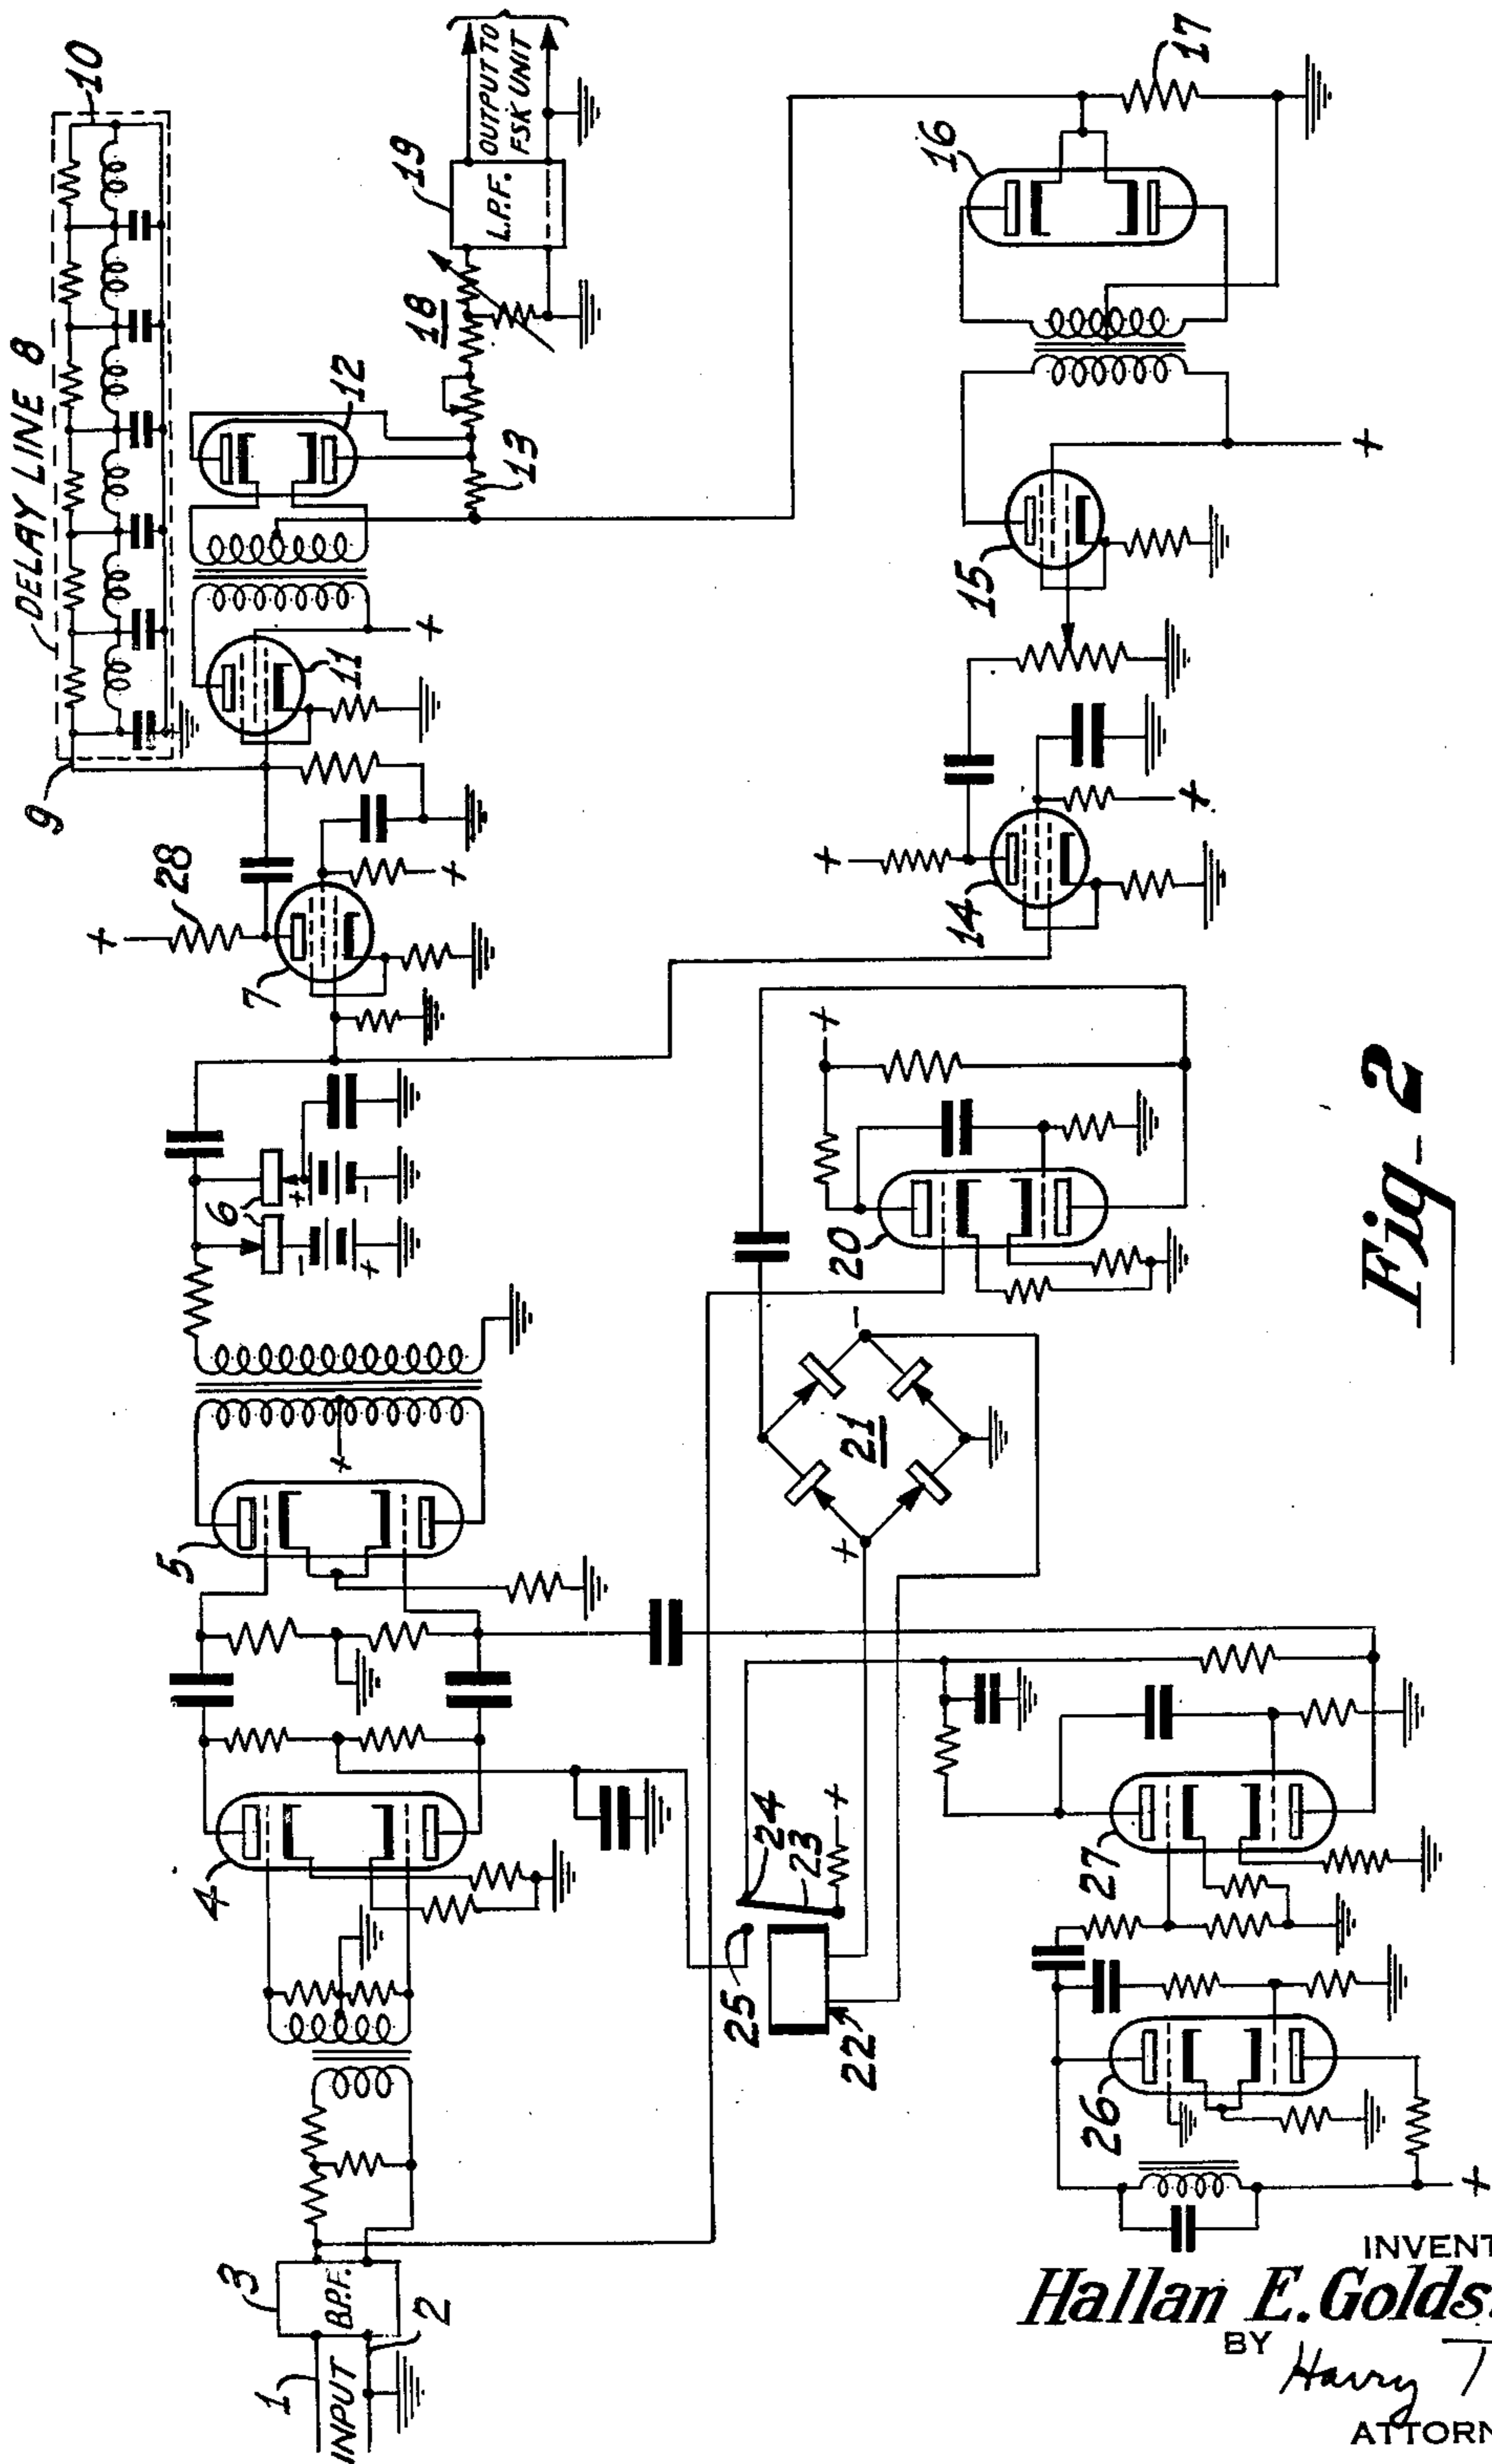 DELAY LINE 8
10
9
28
7
11
12
13
18
19
L.P.F.
OUTPUT TO
FSK UNIT
16
17
15
14
6
5
4
3
B.P.F.
1
INPUT
2
20
21
22
23
24
25
26
27
Fig-2
INVENT
Hallan E. Golds
BY
Harry
ATTORN